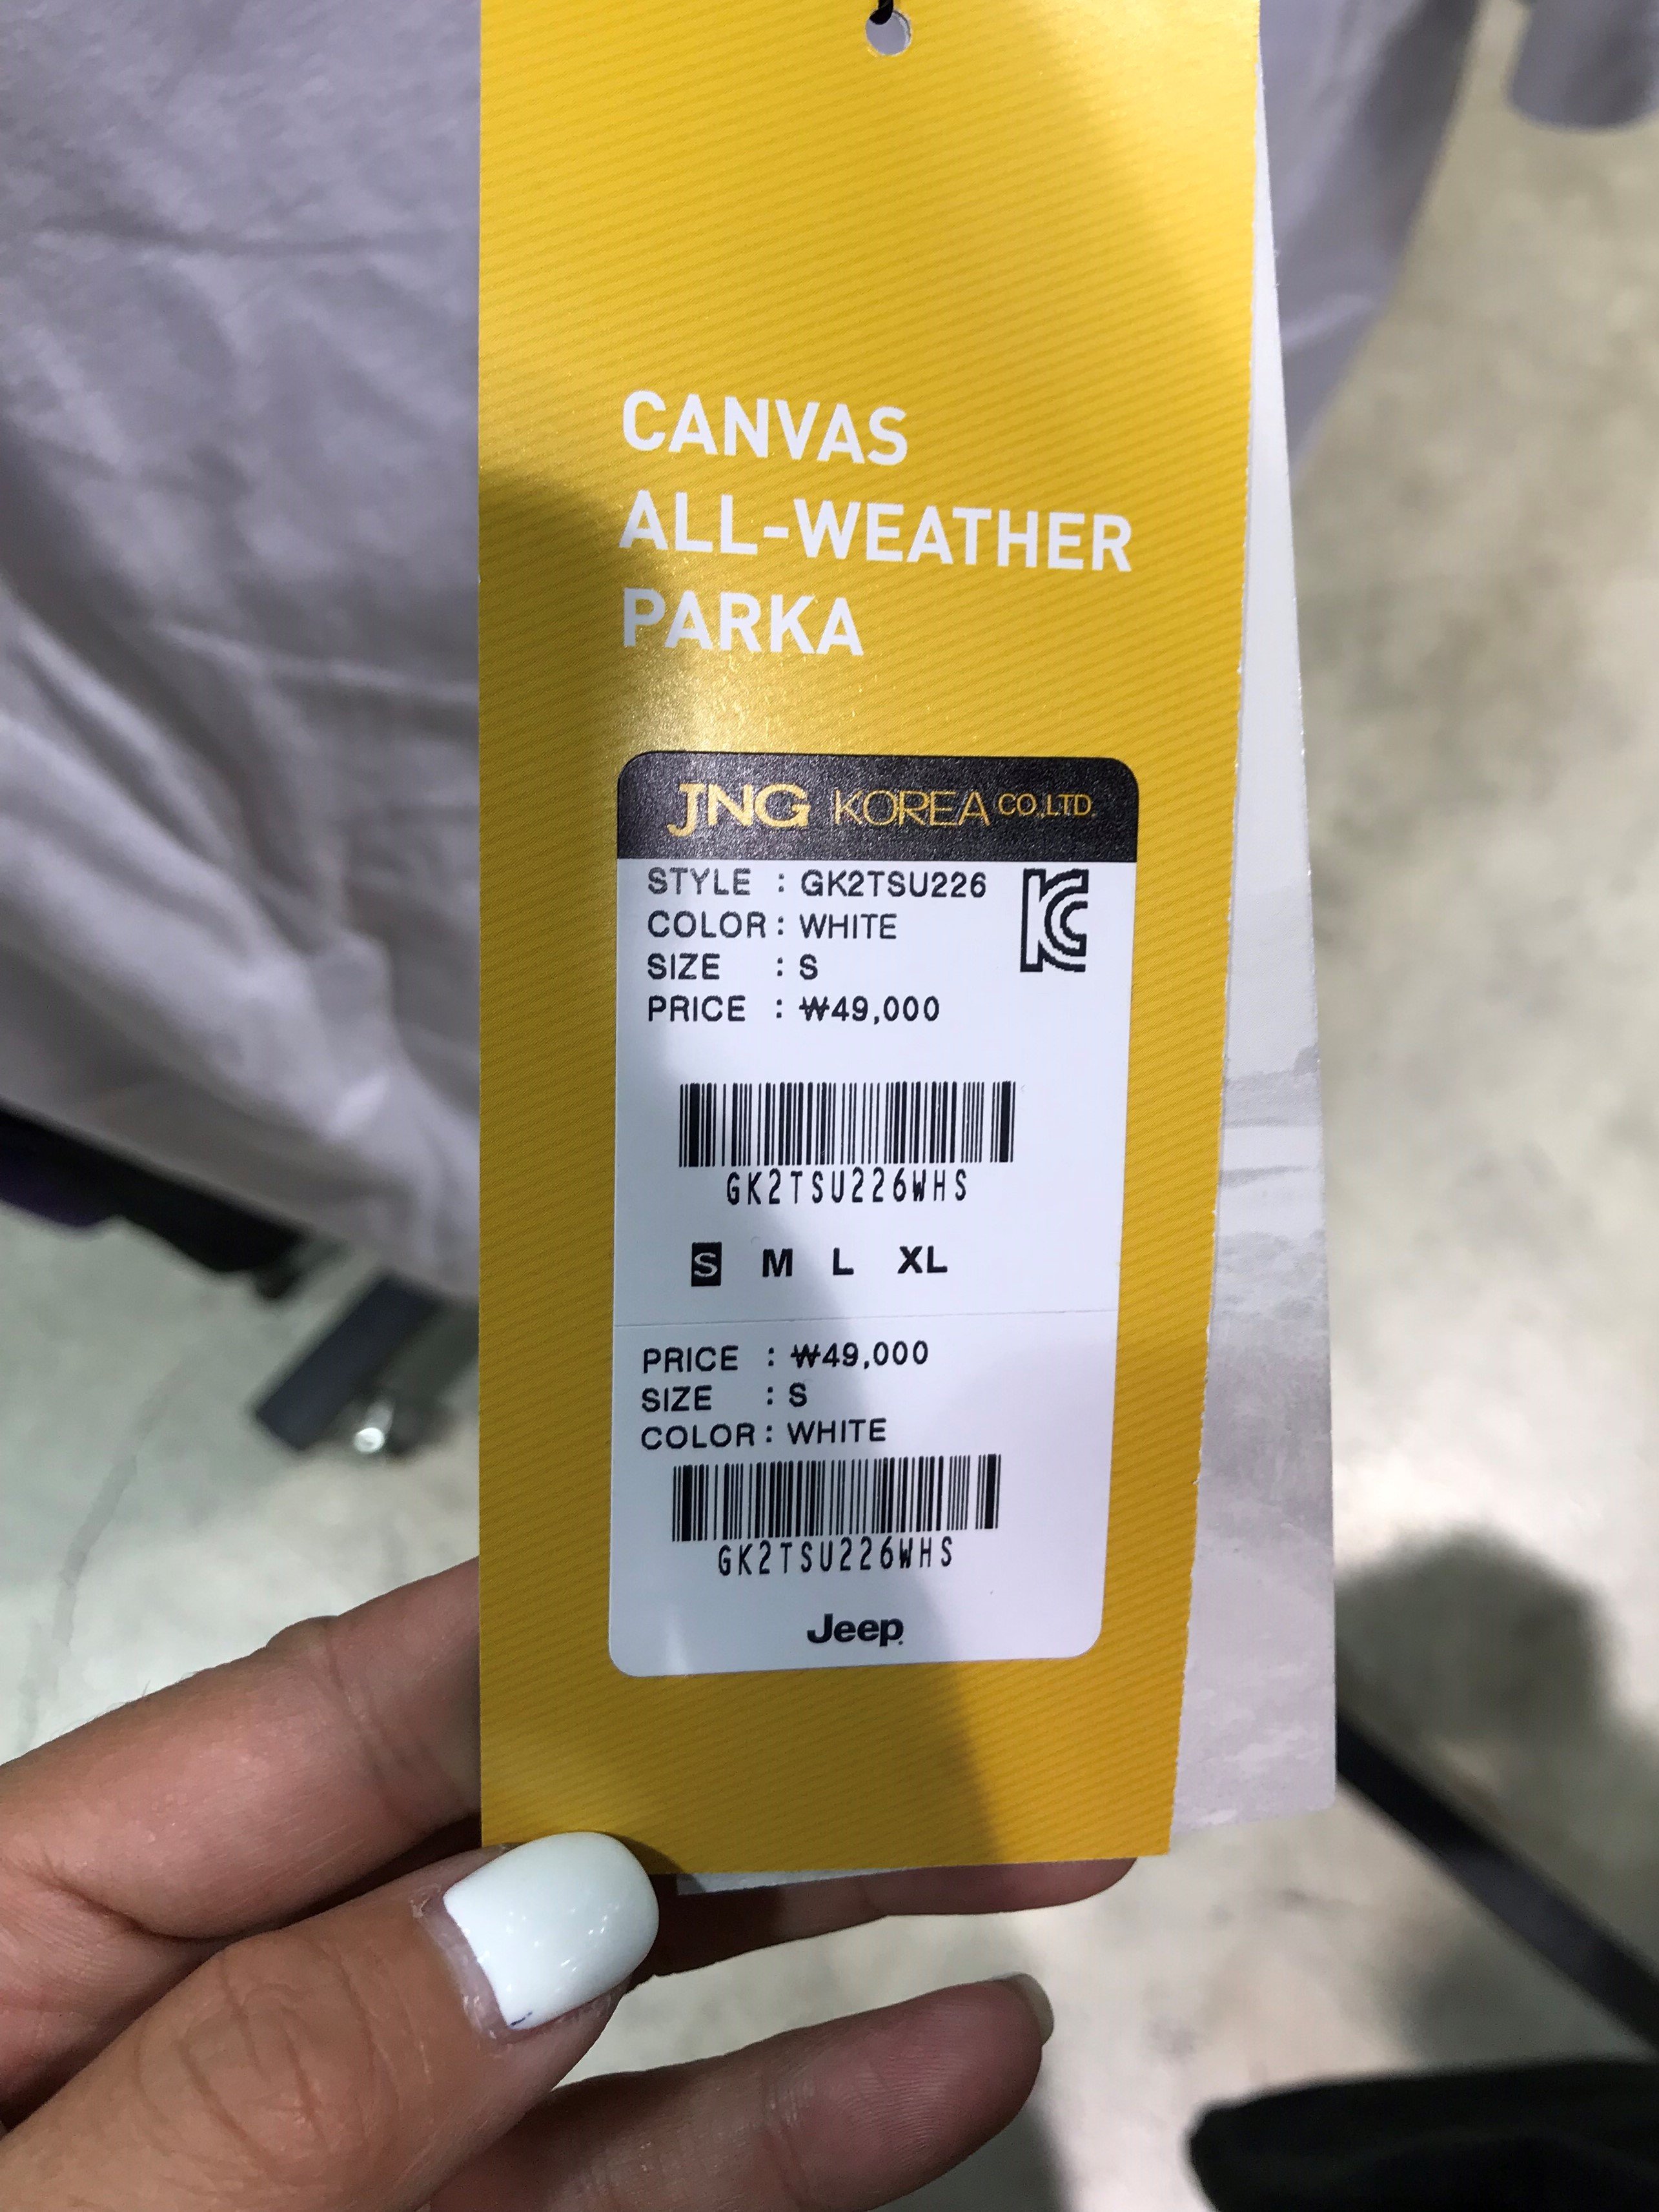 CANVAS
ALL-WEATHER
PARKA
JNG KOREA CO.,LTD.
STYLE : GK2TSU226
COLOR : WHITE
SIZE : S
PRICE : ₩49,000
GK2TSU226WHS
S M L XL
PRICE : ₩49,000
SIZE : S
COLOR : WHITE
GK2TSU226WHS
Jeep